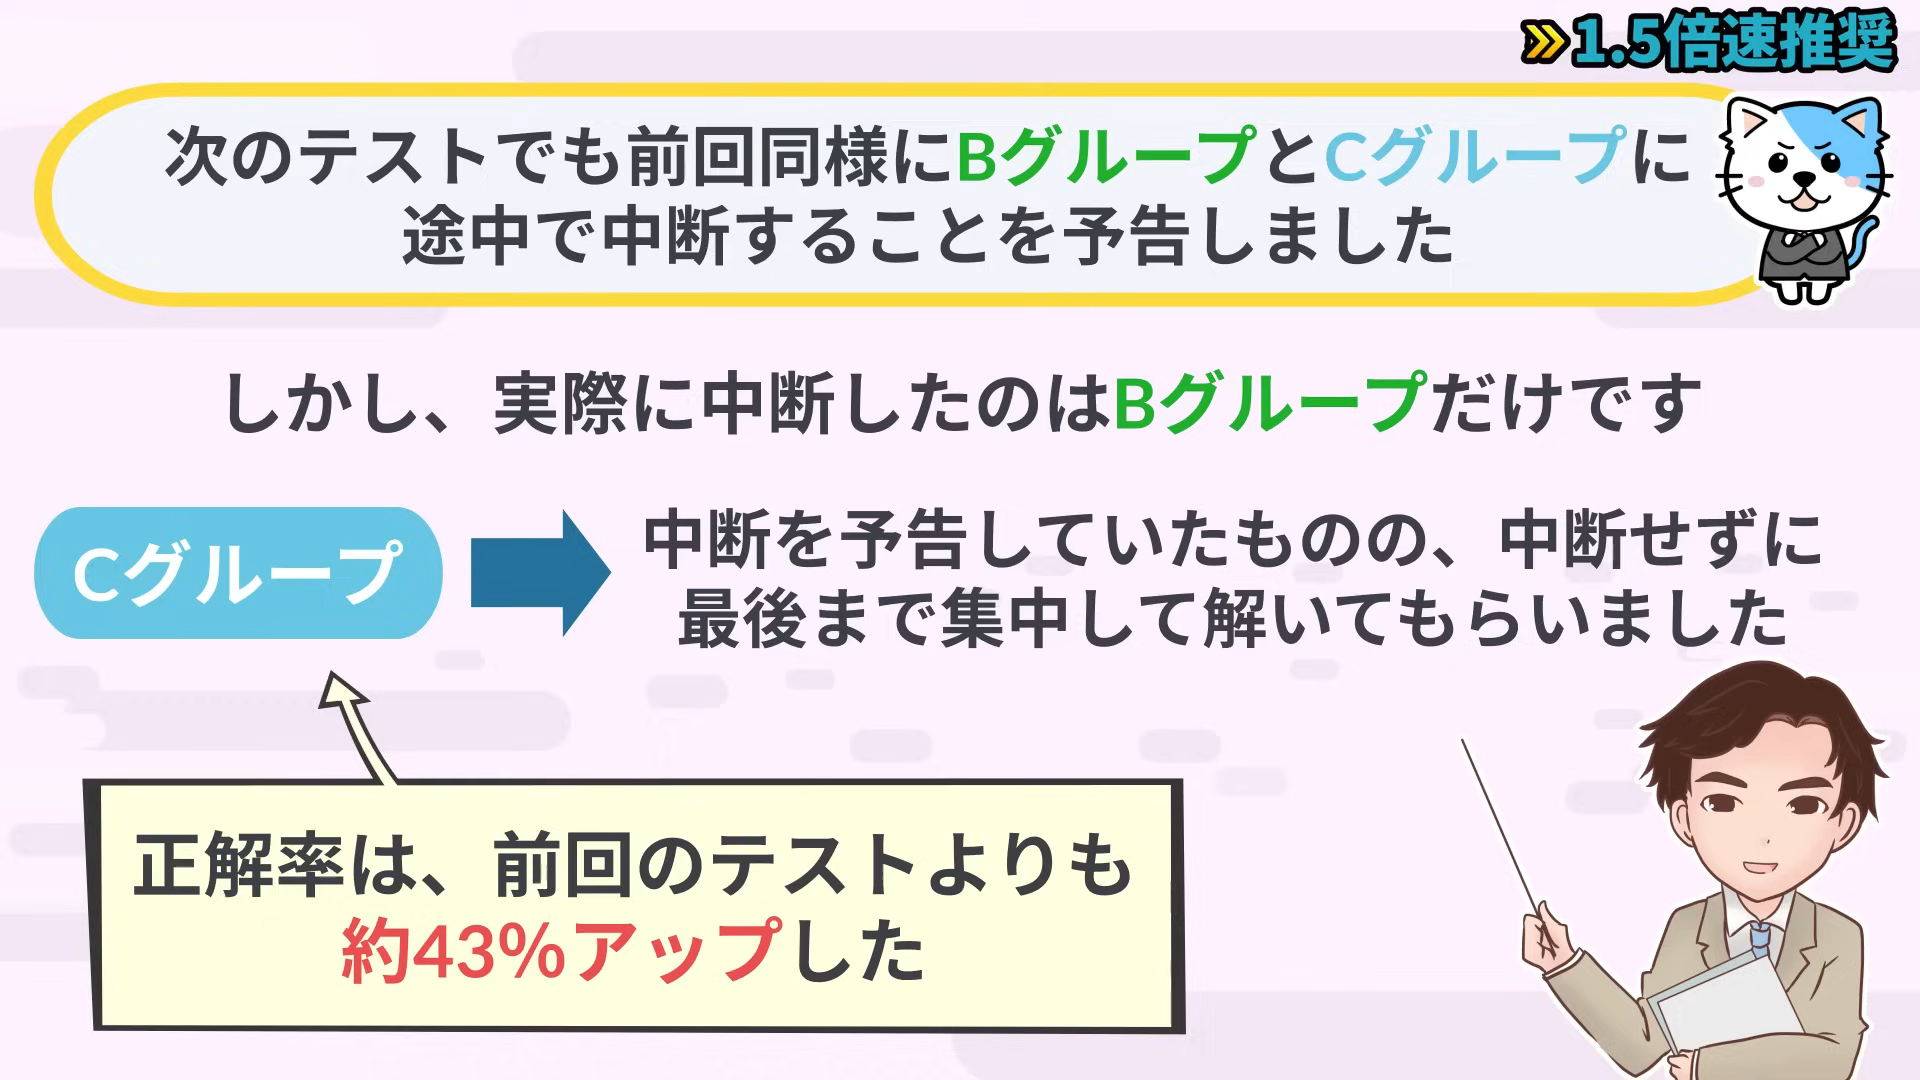 1.5倍速推奨
次のテストでも前回同様にBグループとCグループに
途中で中断することを予告しました
しかし、実際に中断したのはBグループだけです
Cグループ
中断を予告していたものの、中断せずに
最後まで集中して解いてもらいました
正解率は、前回のテストよりも
約43%アップした